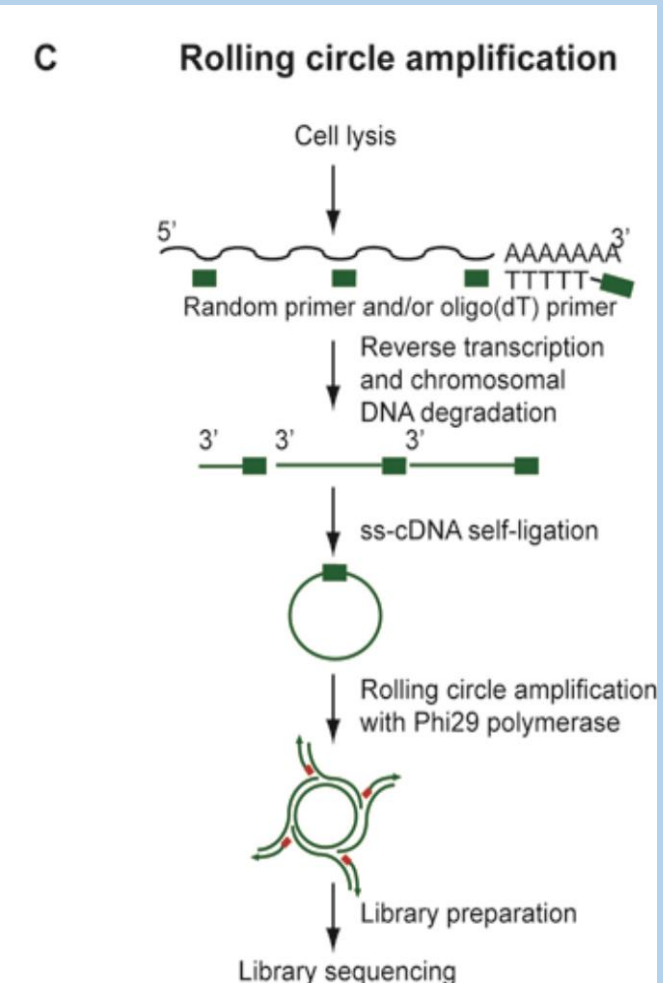 C
Rolling circle amplification
Cell lysis
5’
3’
AAAAAAA
TTTTT
Random primer and/or oligo(dT) primer
Reverse transcription
and chromosomal
DNA degradation
3’ 3’ 3’
ss-cDNA self-ligation
Rolling circle amplification
with Phi29 polymerase
Library preparation
Library sequencing